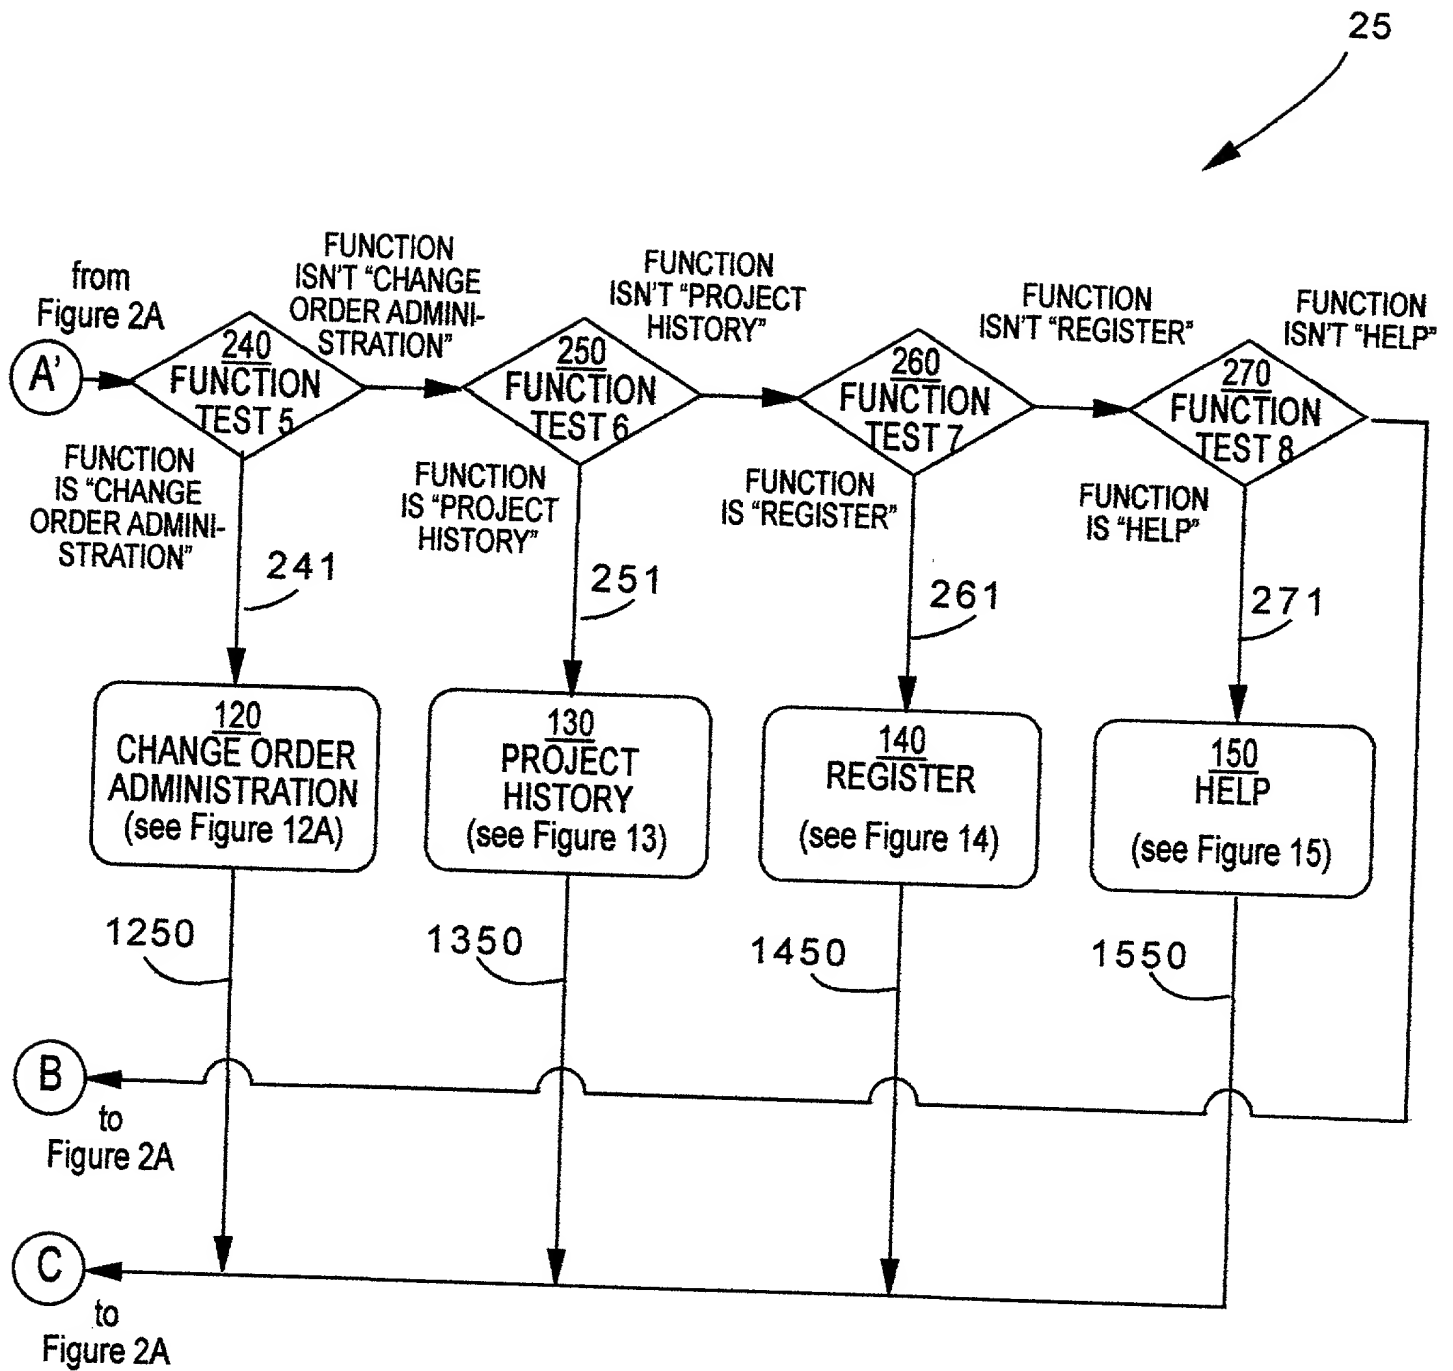 25
from
Figure 2A
A'
FUNCTION
ISN'T “CHANGE
ORDER ADMINI-
STRATION”
FUNCTION
ISN'T “PROJECT
HISTORY”
FUNCTION
ISN'T “REGISTER”
FUNCTION
ISN'T “HELP”
240
FUNCTION
TEST 5
250
FUNCTION
TEST 6
260
FUNCTION
TEST 7
270
FUNCTION
TEST 8
FUNCTION
IS “CHANGE
ORDER ADMINI-
STRATION”
FUNCTION
IS “PROJECT
HISTORY”
FUNCTION
IS “REGISTER”
FUNCTION
IS “HELP”
241
251
261
271
120
CHANGE ORDER
ADMINISTRATION
(see Figure 12A)
130
PROJECT
HISTORY
(see Figure 13)
140
REGISTER
(see Figure 14)
150
HELP
(see Figure 15)
1250
1350
1450
1550
B
to
Figure 2A
C
to
Figure 2A